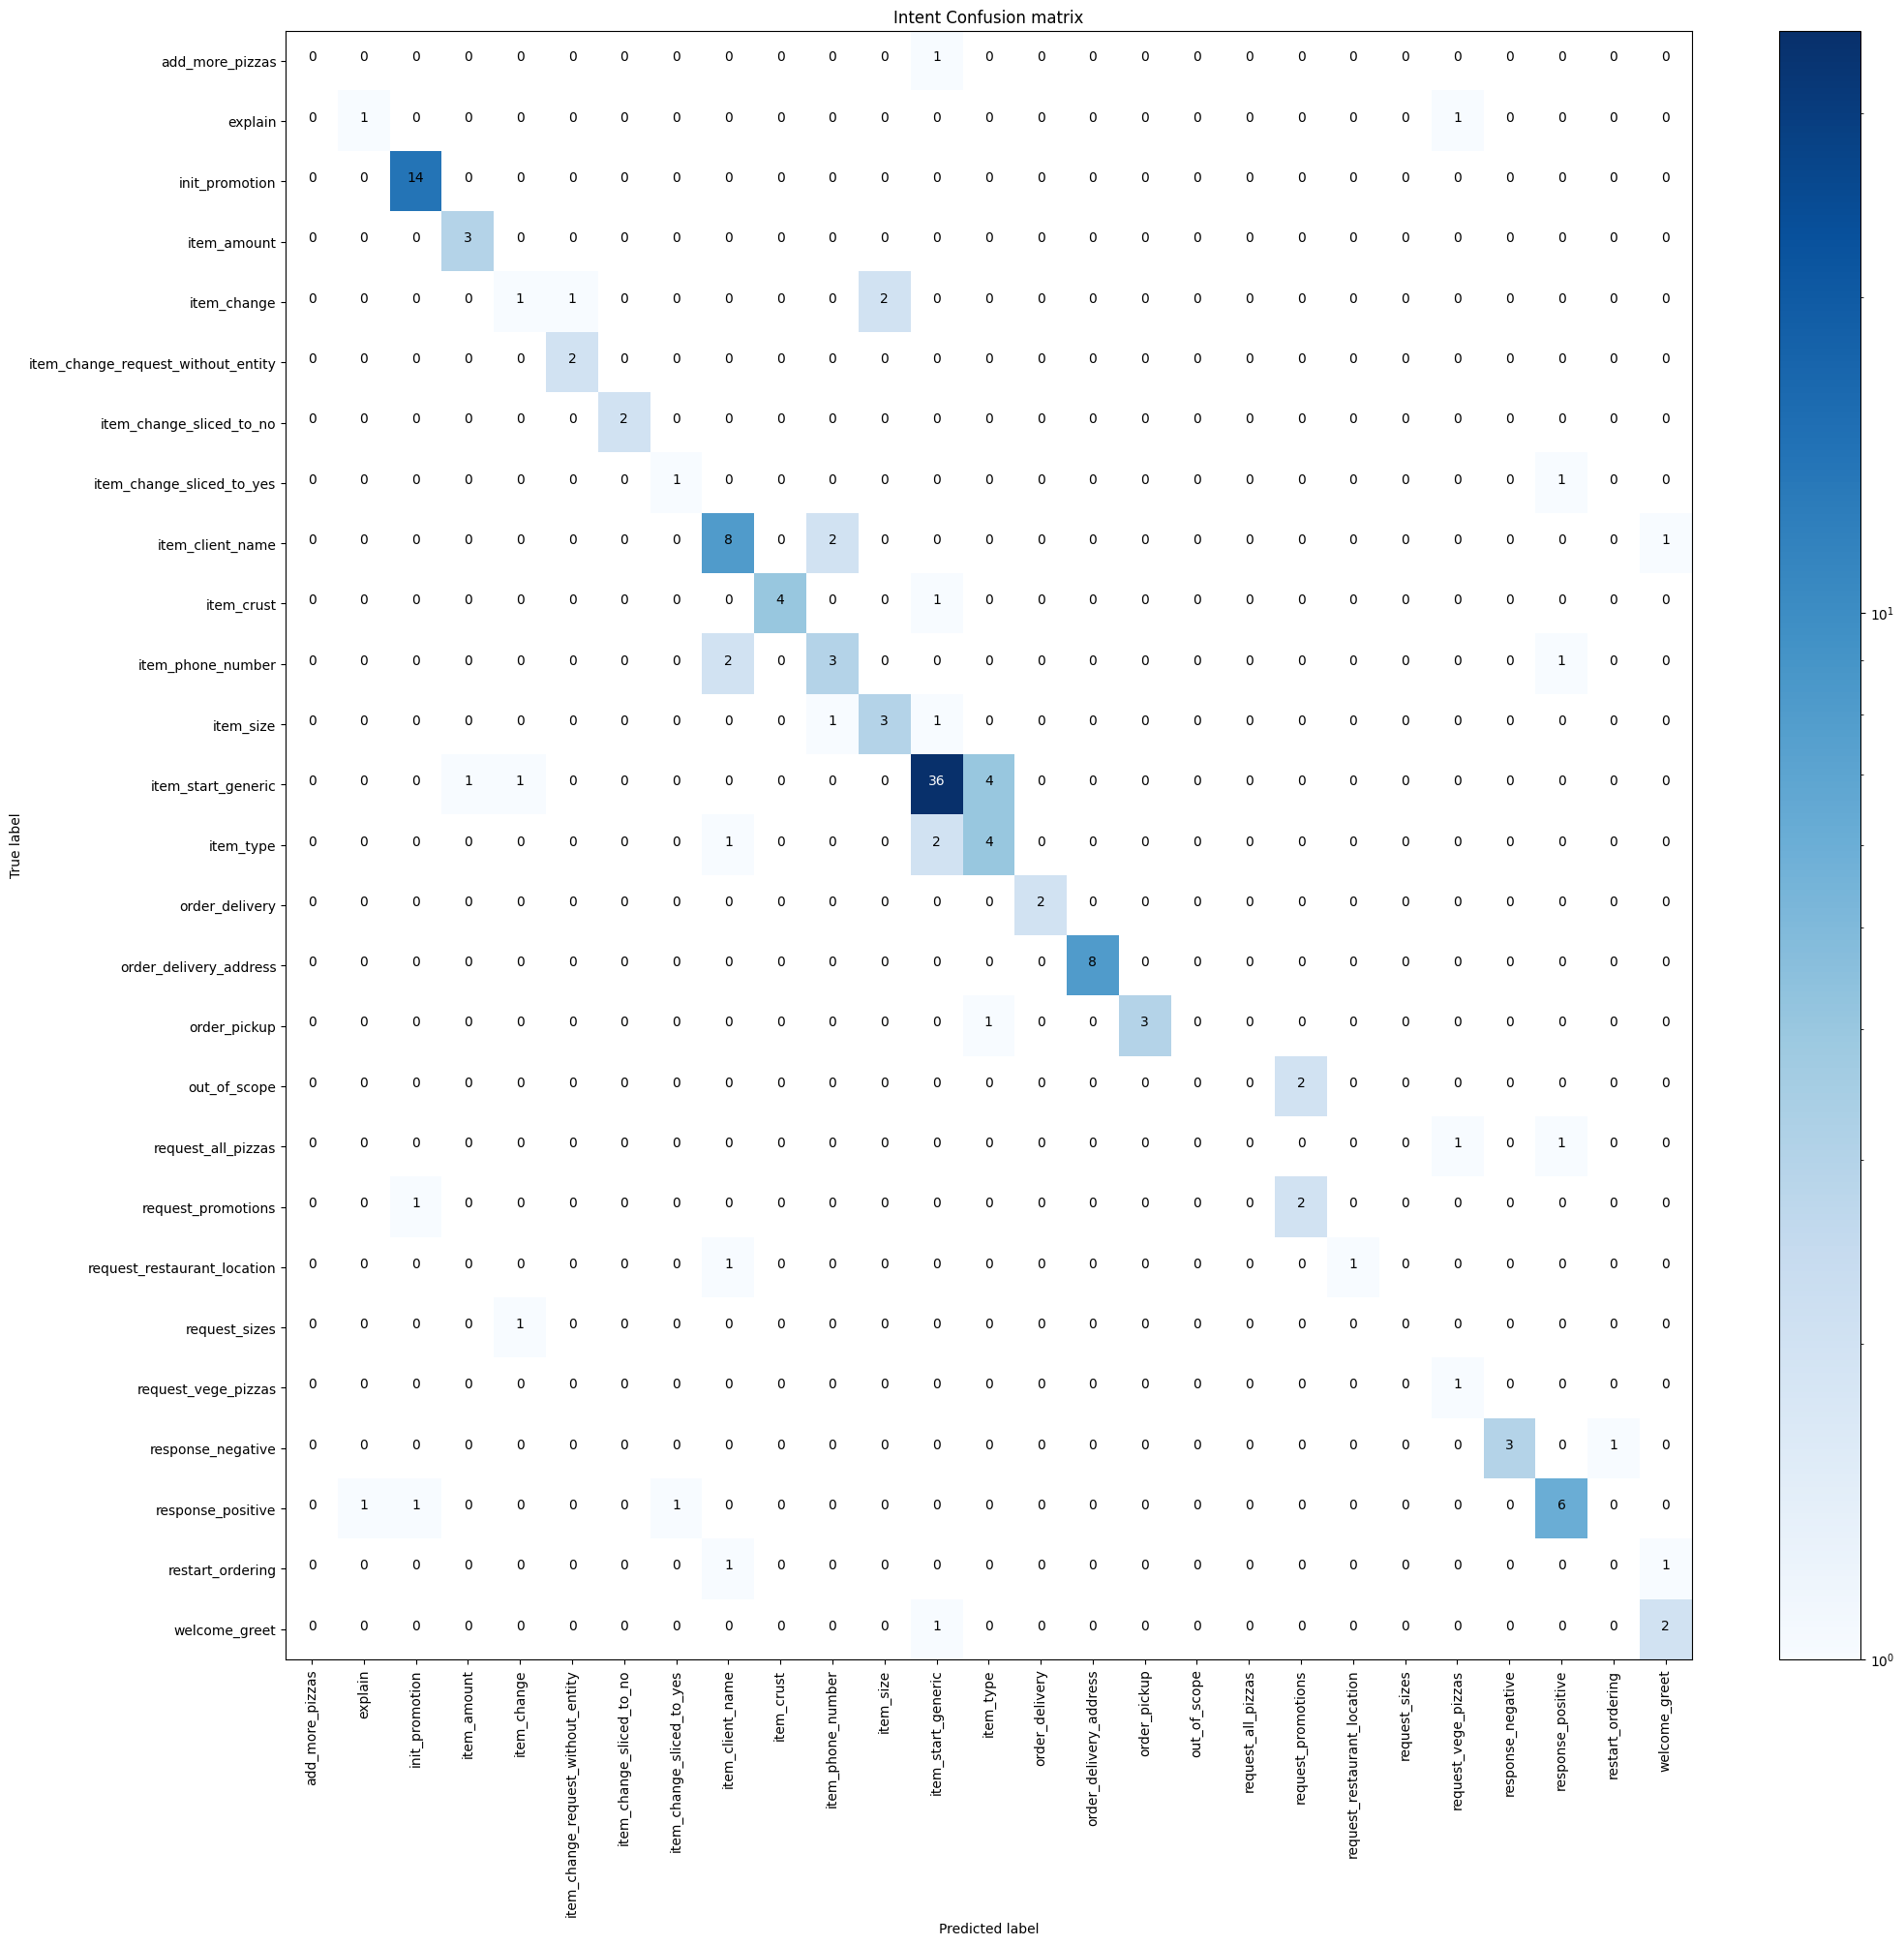 Intent Confusion matrix
add_more_pizzas 0 0 0 0 0 0 0 0 0 0 0 0 1 0 0 0 0 0 0 0 0 0 0 0 0 0 0
explain 0 1 0 0 0 0 0 0 0 0 0 0 0 0 0 0 0 0 0 0 0 0 1 0 0 0 0
init_promotion 0 0 14 0 0 0 0 0 0 0 0 0 0 0 0 0 0 0 0 0 0 0 0 0 0 0 0
item_amount 0 0 0 3 0 0 0 0 0 0 0 0 0 0 0 0 0 0 0 0 0 0 0 0 0 0 0
item_change 0 0 0 0 1 1 0 0 0 0 0 2 0 0 0 0 0 0 0 0 0 0 0 0 0 0 0
item_change_request_without_entity 0 0 0 0 0 2 0 0 0 0 0 0 0 0 0 0 0 0 0 0 0 0 0 0 0 0 0
item_change_sliced_to_no 0 0 0 0 0 0 2 0 0 0 0 0 0 0 0 0 0 0 0 0 0 0 0 0 0 0 0
item_change_sliced_to_yes 0 0 0 0 0 0 0 1 0 0 0 0 0 0 0 0 0 0 0 0 0 0 0 0 1 0 0
item_client_name 0 0 0 0 0 0 0 0 8 0 2 0 0 0 0 0 0 0 0 0 0 0 0 0 0 0 1
item_crust 0 0 0 0 0 0 0 0 0 4 0 0 1 0 0 0 0 0 0 0 0 0 0 0 0 0 0
item_phone_number 0 0 0 0 0 0 0 0 2 0 3 0 0 0 0 0 0 0 0 0 0 0 0 0 1 0 0
item_size 0 0 0 0 0 0 0 0 0 0 1 3 1 0 0 0 0 0 0 0 0 0 0 0 0 0 0
item_start_generic 0 0 0 1 1 0 0 0 0 0 0 0 36 4 0 0 0 0 0 0 0 0 0 0 0 0 0
item_type 0 0 0 0 0 0 0 0 1 0 0 0 2 4 0 0 0 0 0 0 0 0 0 0 0 0 0
order_delivery 0 0 0 0 0 0 0 0 0 0 0 0 0 0 2 0 0 0 0 0 0 0 0 0 0 0 0
order_delivery_address 0 0 0 0 0 0 0 0 0 0 0 0 0 0 0 8 0 0 0 0 0 0 0 0 0 0 0
order_pickup 0 0 0 0 0 0 0 0 0 0 0 0 0 1 0 0 3 0 0 0 0 0 0 0 0 0 0
out_of_scope 0 0 0 0 0 0 0 0 0 0 0 0 0 0 0 0 0 0 0 2 0 0 0 0 0 0 0
request_all_pizzas 0 0 0 0 0 0 0 0 0 0 0 0 0 0 0 0 0 0 0 0 0 0 1 0 1 0 0
request_promotions 0 0 1 0 0 0 0 0 0 0 0 0 0 0 0 0 0 0 0 2 0 0 0 0 0 0 0
request_restaurant_location 0 0 0 0 0 0 0 0 1 0 0 0 0 0 0 0 0 0 0 0 1 0 0 0 0 0 0
request_sizes 0 0 0 0 1 0 0 0 0 0 0 0 0 0 0 0 0 0 0 0 0 0 0 0 0 0 0
request_vege_pizzas 0 0 0 0 0 0 0 0 0 0 0 0 0 0 0 0 0 0 0 0 0 0 1 0 0 0 0
response_negative 0 0 0 0 0 0 0 0 0 0 0 0 0 0 0 0 0 0 0 0 0 0 0 3 0 1 0
response_positive 0 1 1 0 0 0 0 1 0 0 0 0 0 0 0 0 0 0 0 0 0 0 0 0 6 0 0
restart_ordering 0 0 0 0 0 0 0 0 1 0 0 0 0 0 0 0 0 0 0 0 0 0 0 0 0 0 1
welcome_greet 0 0 0 0 0 0 0 0 0 0 0 0 1 0 0 0 0 0 0 0 0 0 0 0 0 0 2
True label
add_more_pizzas
explain
init_promotion
item_amount
item_change
item_change_request_without_entity
item_change_sliced_to_no
item_change_sliced_to_yes
item_client_name
item_crust
item_phone_number
item_size
item_start_generic
item_type
order_delivery
order_delivery_address
order_pickup
out_of_scope
request_all_pizzas
request_promotions
request_restaurant_location
request_sizes
request_vege_pizzas
response_negative
response_positive
restart_ordering
welcome_greet
Predicted label
10¹
10⁰